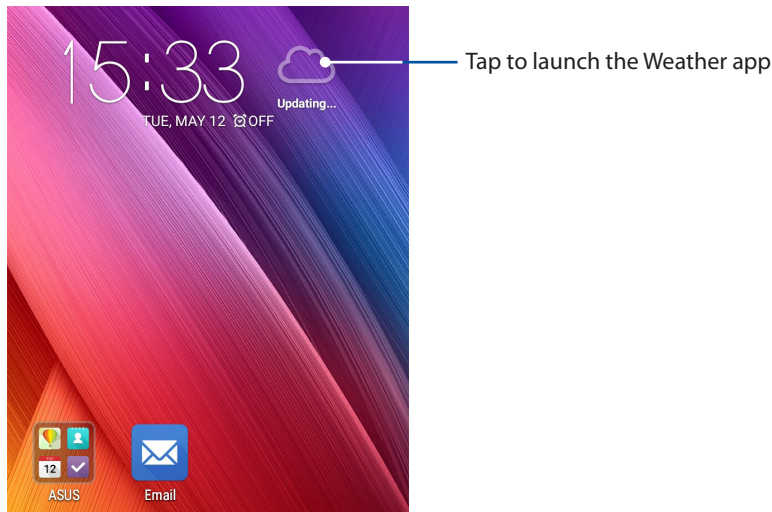 15:33
Tap to launch the Weather app
Updating...
TUE, MAY 12 OFF
12
ASUS
Email